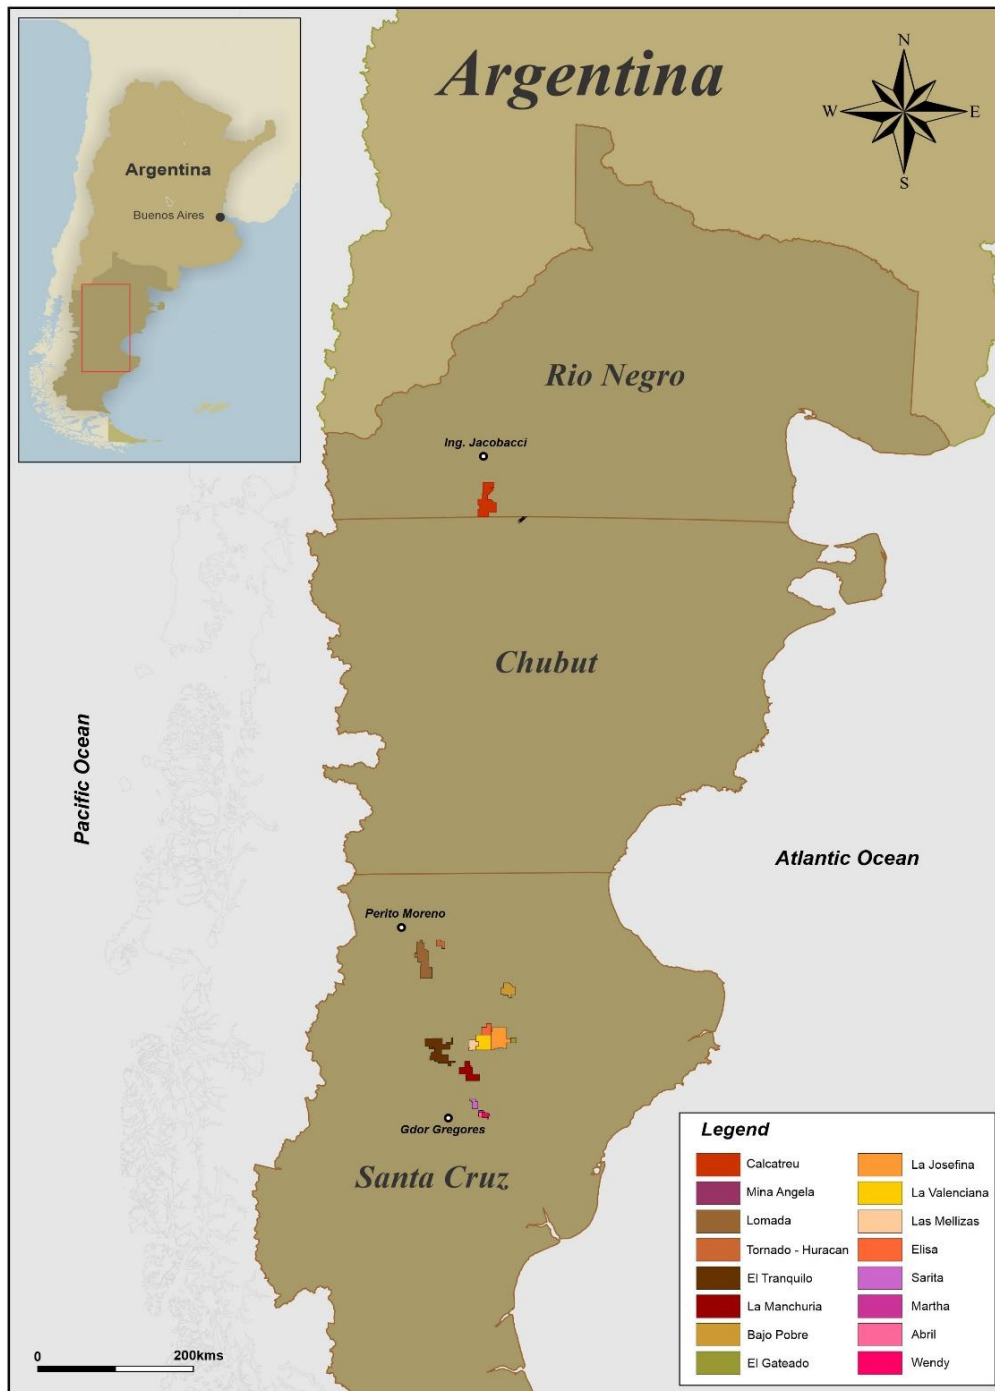 Argentina
N
W
E
S
Argentina
Buenos Aires
Rio Negro
Ing. Jacobacci
Chubut
Pacific Ocean
Atlantic Ocean
Perito Moreno
Gdor Gregores
Santa Cruz
Legend
Calcatreu
Mina Angela
Lomada
Tornado - Huracan
El Tranquilo
La Manchuria
Bajo Pobre
El Gateado
La Josefina
La Valenciana
Las Mellizas
Elisa
Sarita
Martha
Abril
Wendy
0
200kms